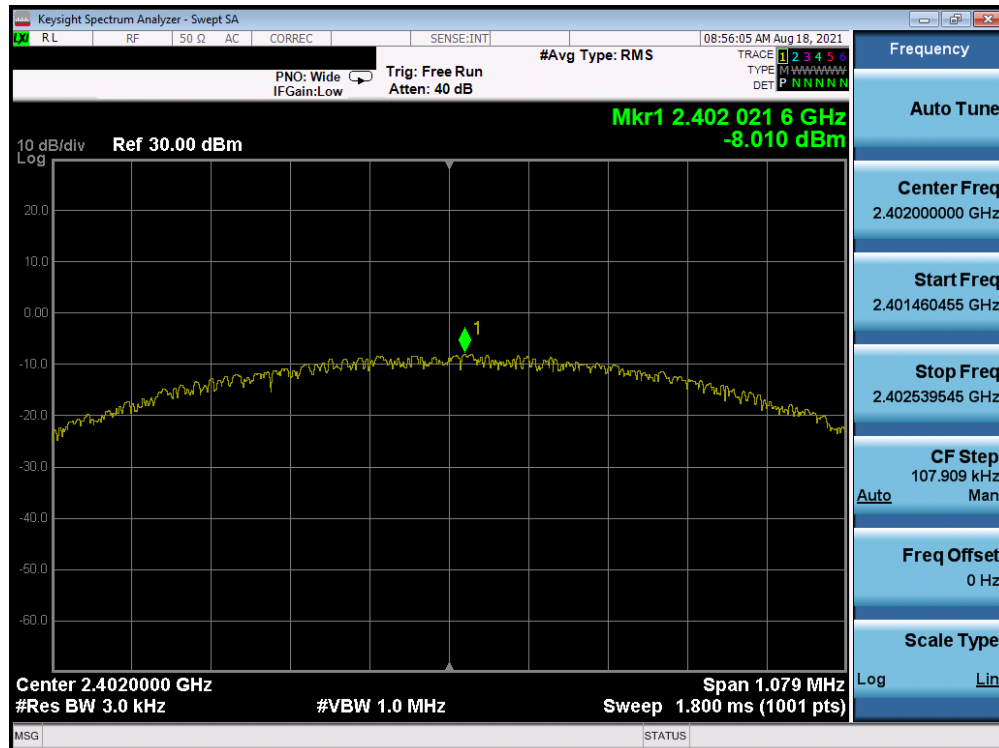 Keysight Spectrum Analyzer - Swept SA
LXI RL RF 50 Ω AC CORREC SENSE:INT 08:56:05 AM Aug 18, 2021
#Avg Type: RMS
TRACE 1 2 3 4 5 6
TYPE M WWWWW
DET P N N N N N
PNO: Wide
IFGain:Low
Trig: Free Run
Atten: 40 dB
Mkr1 2.402 021 6 GHz
-8.010 dBm
10 dB/div
Log
Ref 30.00 dBm
20.0
10.0
0.00
-10.0
-20.0
-30.0
-40.0
-50.0
-60.0
1
Center 2.4020000 GHz
Span 1.079 MHz
#Res BW 3.0 kHz
#VBW 1.0 MHz
Sweep 1.800 ms (1001 pts)
MSG
STATUS
Frequency
Auto Tune
Center Freq
2.402000000 GHz
Start Freq
2.401460455 GHz
Stop Freq
2.402539545 GHz
CF Step
107.909 kHz
Auto Man
Freq Offset
0 Hz
Scale Type
Log Lin